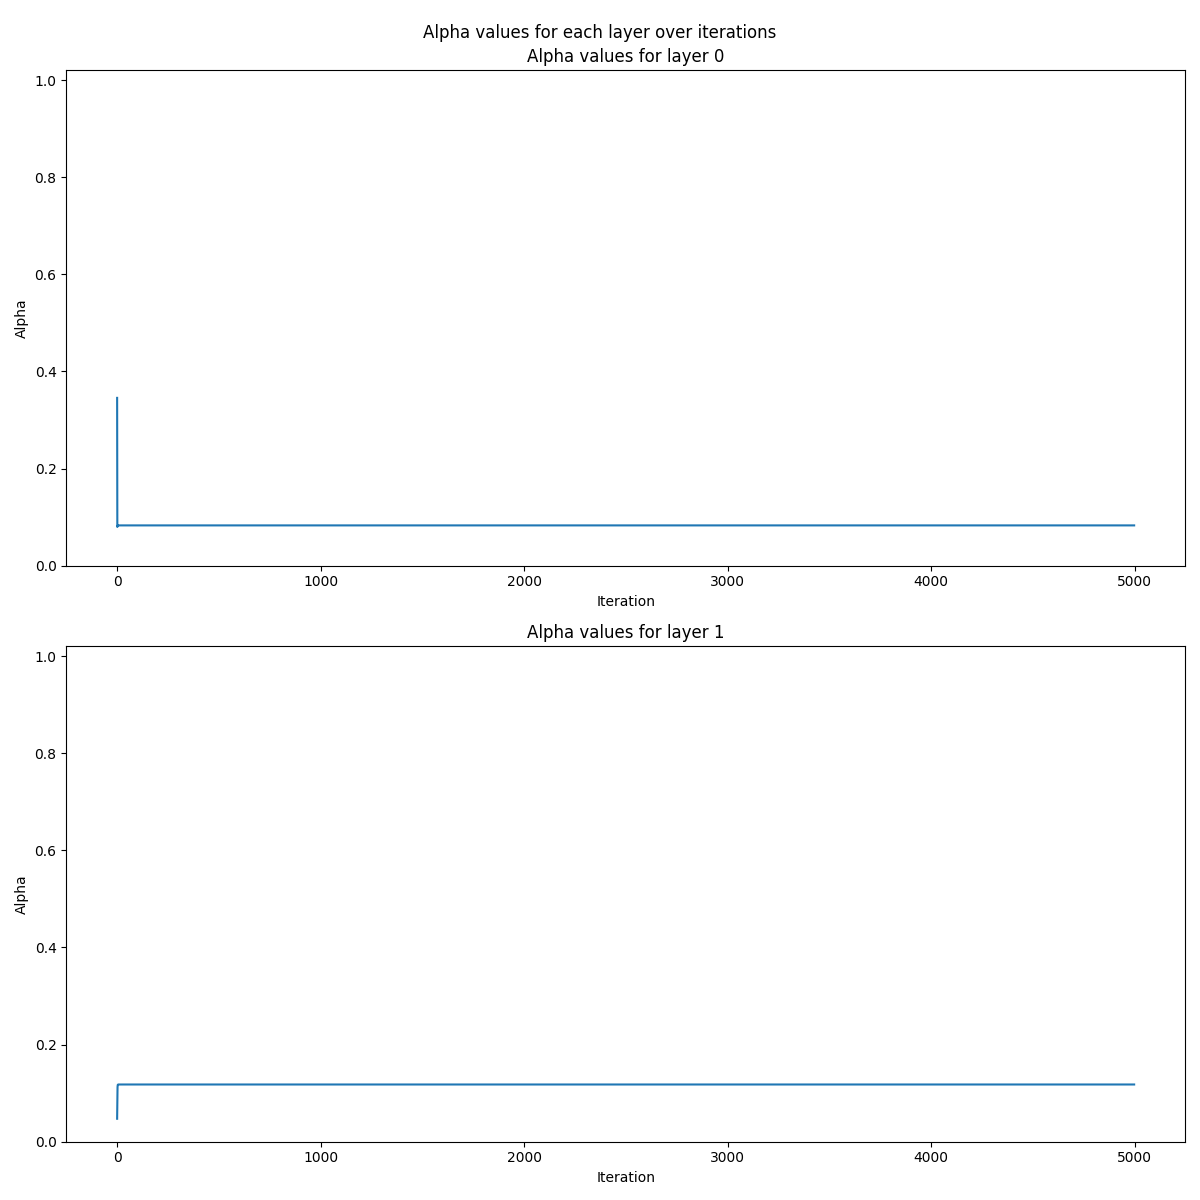 Alpha values for each layer over iterations
Alpha values for layer 0
1.0
0.8
0.6
0.4
0.2
0.0
Alpha
0 1000 2000 3000 4000 5000
Iteration
Alpha values for layer 1
1.0
0.8
0.6
0.4
0.2
0.0
Alpha
0 1000 2000 3000 4000 5000
Iteration